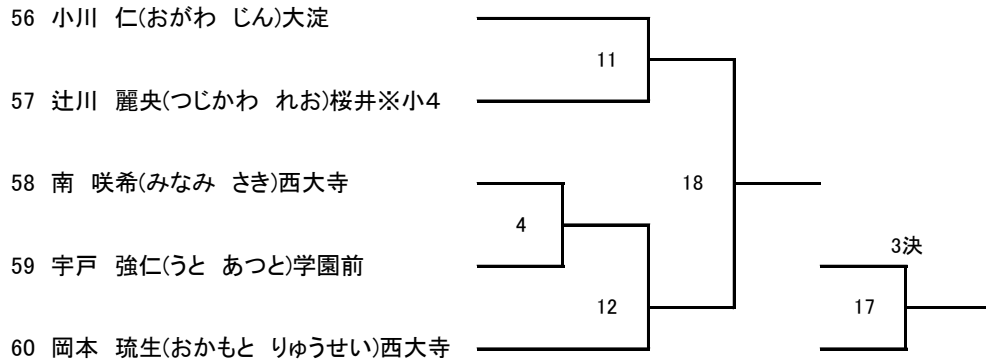 56 小川 仁(おがわ じん)大淀
11
57 辻川 麗央(つじかわ れお)桜井※小4
58 南 咲希(みなみ さき)西大寺
18
4
3決
59 宇戸 強仁(うと あつと)学園前
12
17
60 岡本 琉生(おかもと りゅうせい)西大寺